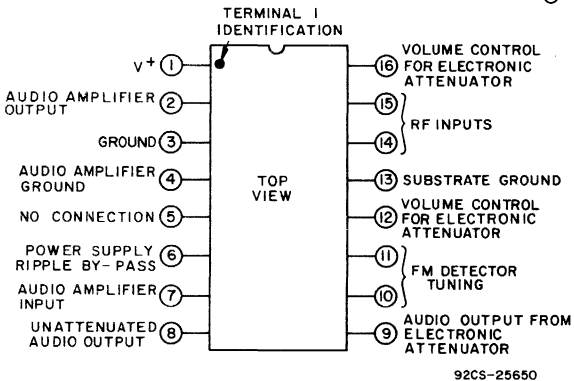 TERMINAL 1
IDENTIFICATION
V+ 1
AUDIO AMPLIFIER
OUTPUT 2
GROUND 3
AUDIO AMPLIFIER
GROUND 4
NO CONNECTION 5
POWER SUPPLY
RIPPLE BY-PASS 6
AUDIO AMPLIFIER
INPUT 7
UNATTENUATED
AUDIO OUTPUT 8
TOP
VIEW
16 VOLUME CONTROL
FOR ELECTRONIC
ATTENUATOR
15
RF INPUTS
14
13 SUBSTRATE GROUND
12 VOLUME CONTROL
FOR ELECTRONIC
ATTENUATOR
11
FM DETECTOR
TUNING
10
9 AUDIO OUTPUT FROM
ELECTRONIC
ATTENUATOR
92CS-25650